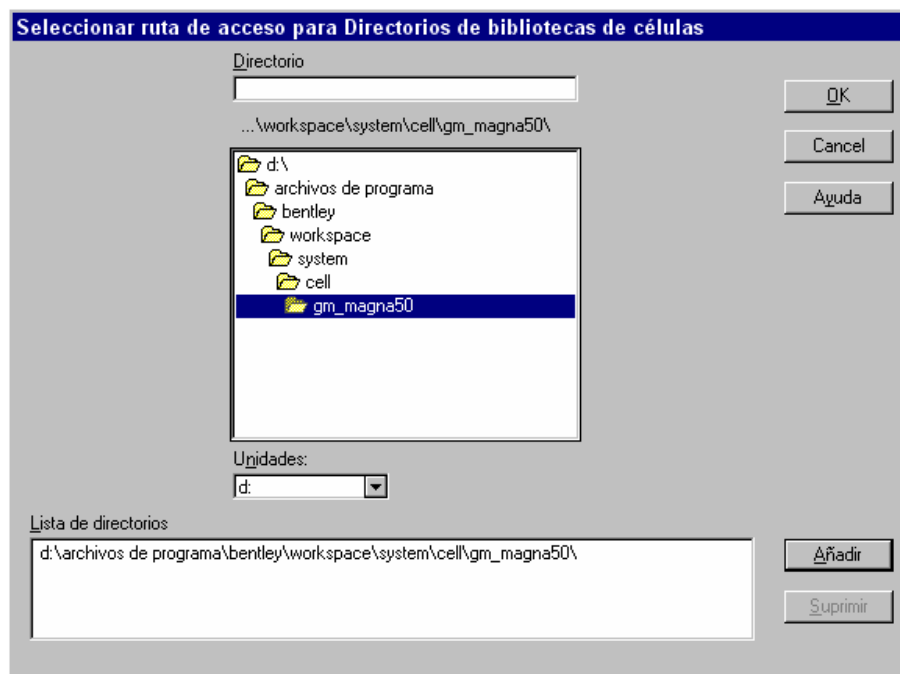 Seleccionar ruta de acceso para Directorios de bibliotecas de células
Directorio
OK
...\workspace\system\cell\gm_magna50\
Cancel
d:\
archivos de programa
Ayuda
bentley
workspace
system
cell
gm_magna50
Unidades:
d:
Lista de directorios
d:\archivos de programa\bentley\workspace\system\cell\gm_magna50\
Añadir
Suprimir